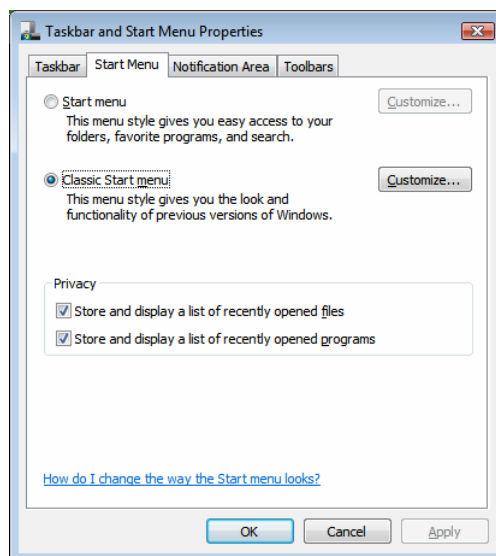 Taskbar and Start Menu Properties
Taskbar Start Menu Notification Area Toolbars
Start menu Customize...
This menu style gives you easy access to your
folders, favorite programs, and search.
Classic Start menu Customize...
This menu style gives you the look and
functionality of previous versions of Windows.
Privacy
Store and display a list of recently opened files
Store and display a list of recently opened programs
How do I change the way the Start menu looks?
OK Cancel Apply